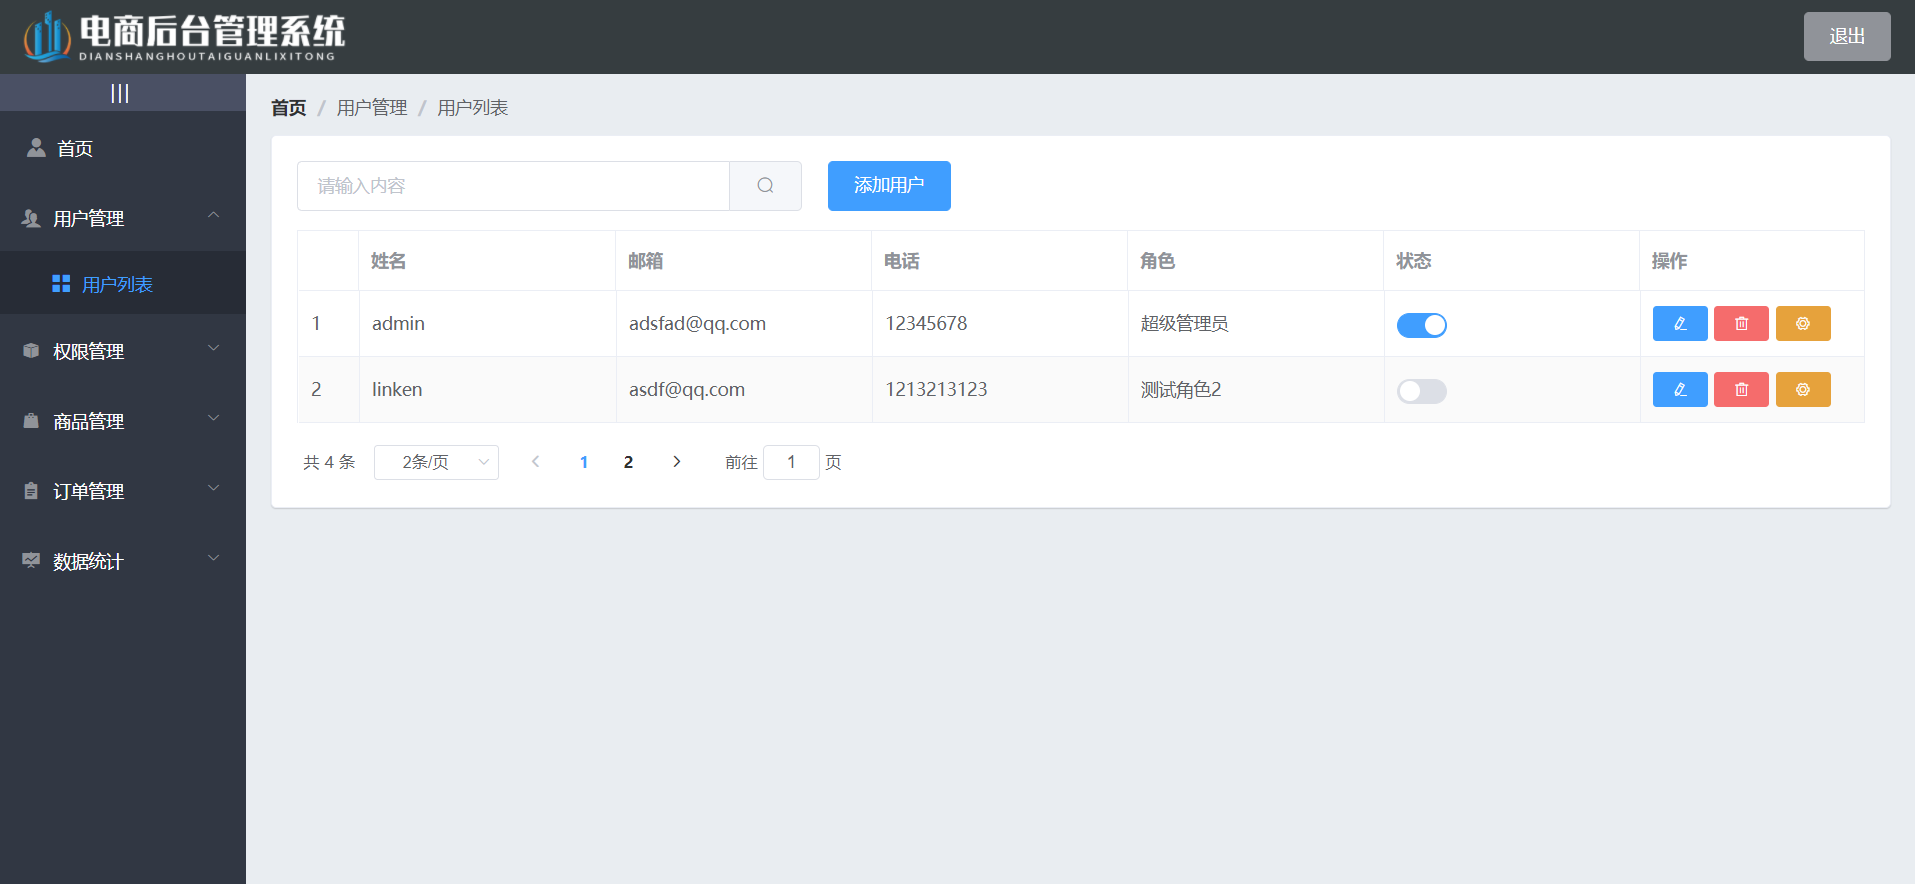 电商后台管理系统
DIANSHANGHOUTAIGUANLIXITONG
退出
|||
首页
用户管理
用户列表
权限管理
商品管理
订单管理
数据统计
首页 / 用户管理 / 用户列表
请输入内容 添加用户
姓名 邮箱 电话 角色 状态 操作
1 admin adsfad@qq.com 12345678 超级管理员
2 linken asdf@qq.com 1213213123 测试角色2
共 4 条 2条/页 1 2 前往 1 页